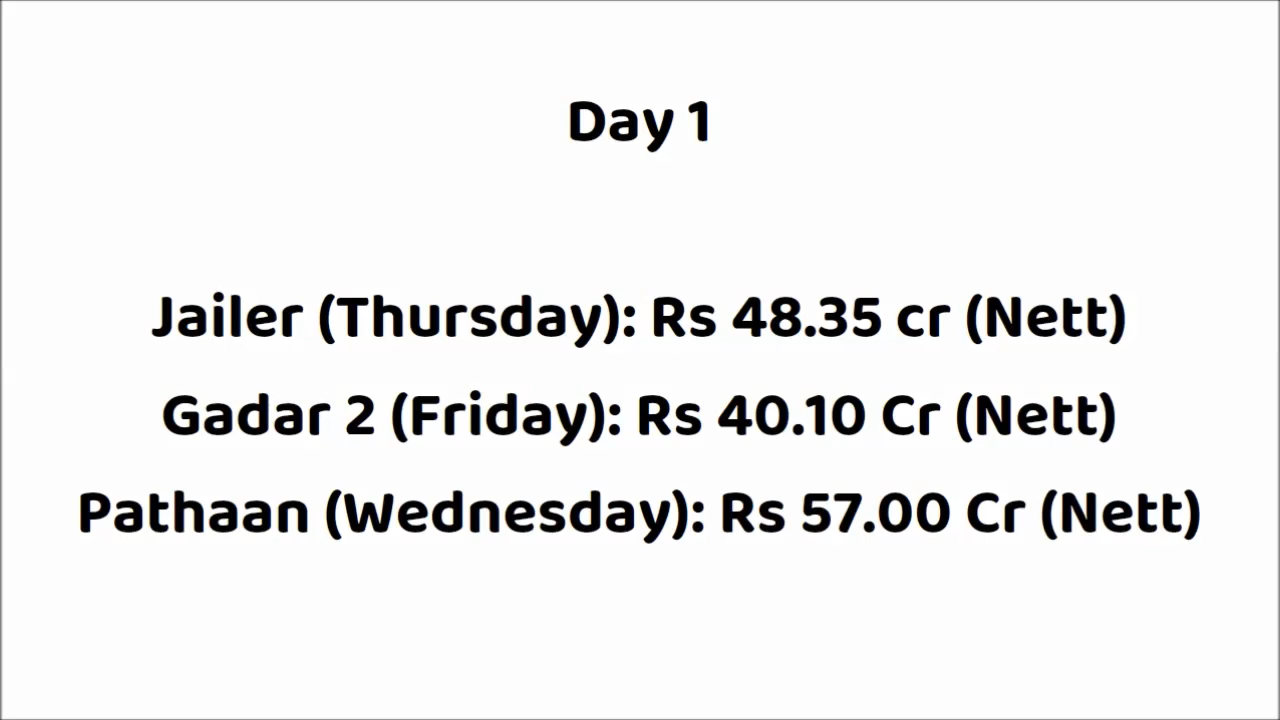 Day 1
Jailer (Thursday): Rs 48.35 cr (Nett)
Gadar 2 (Friday): Rs 40.10 Cr (Nett)
Pathaan (Wednesday): Rs 57.00 Cr (Nett)